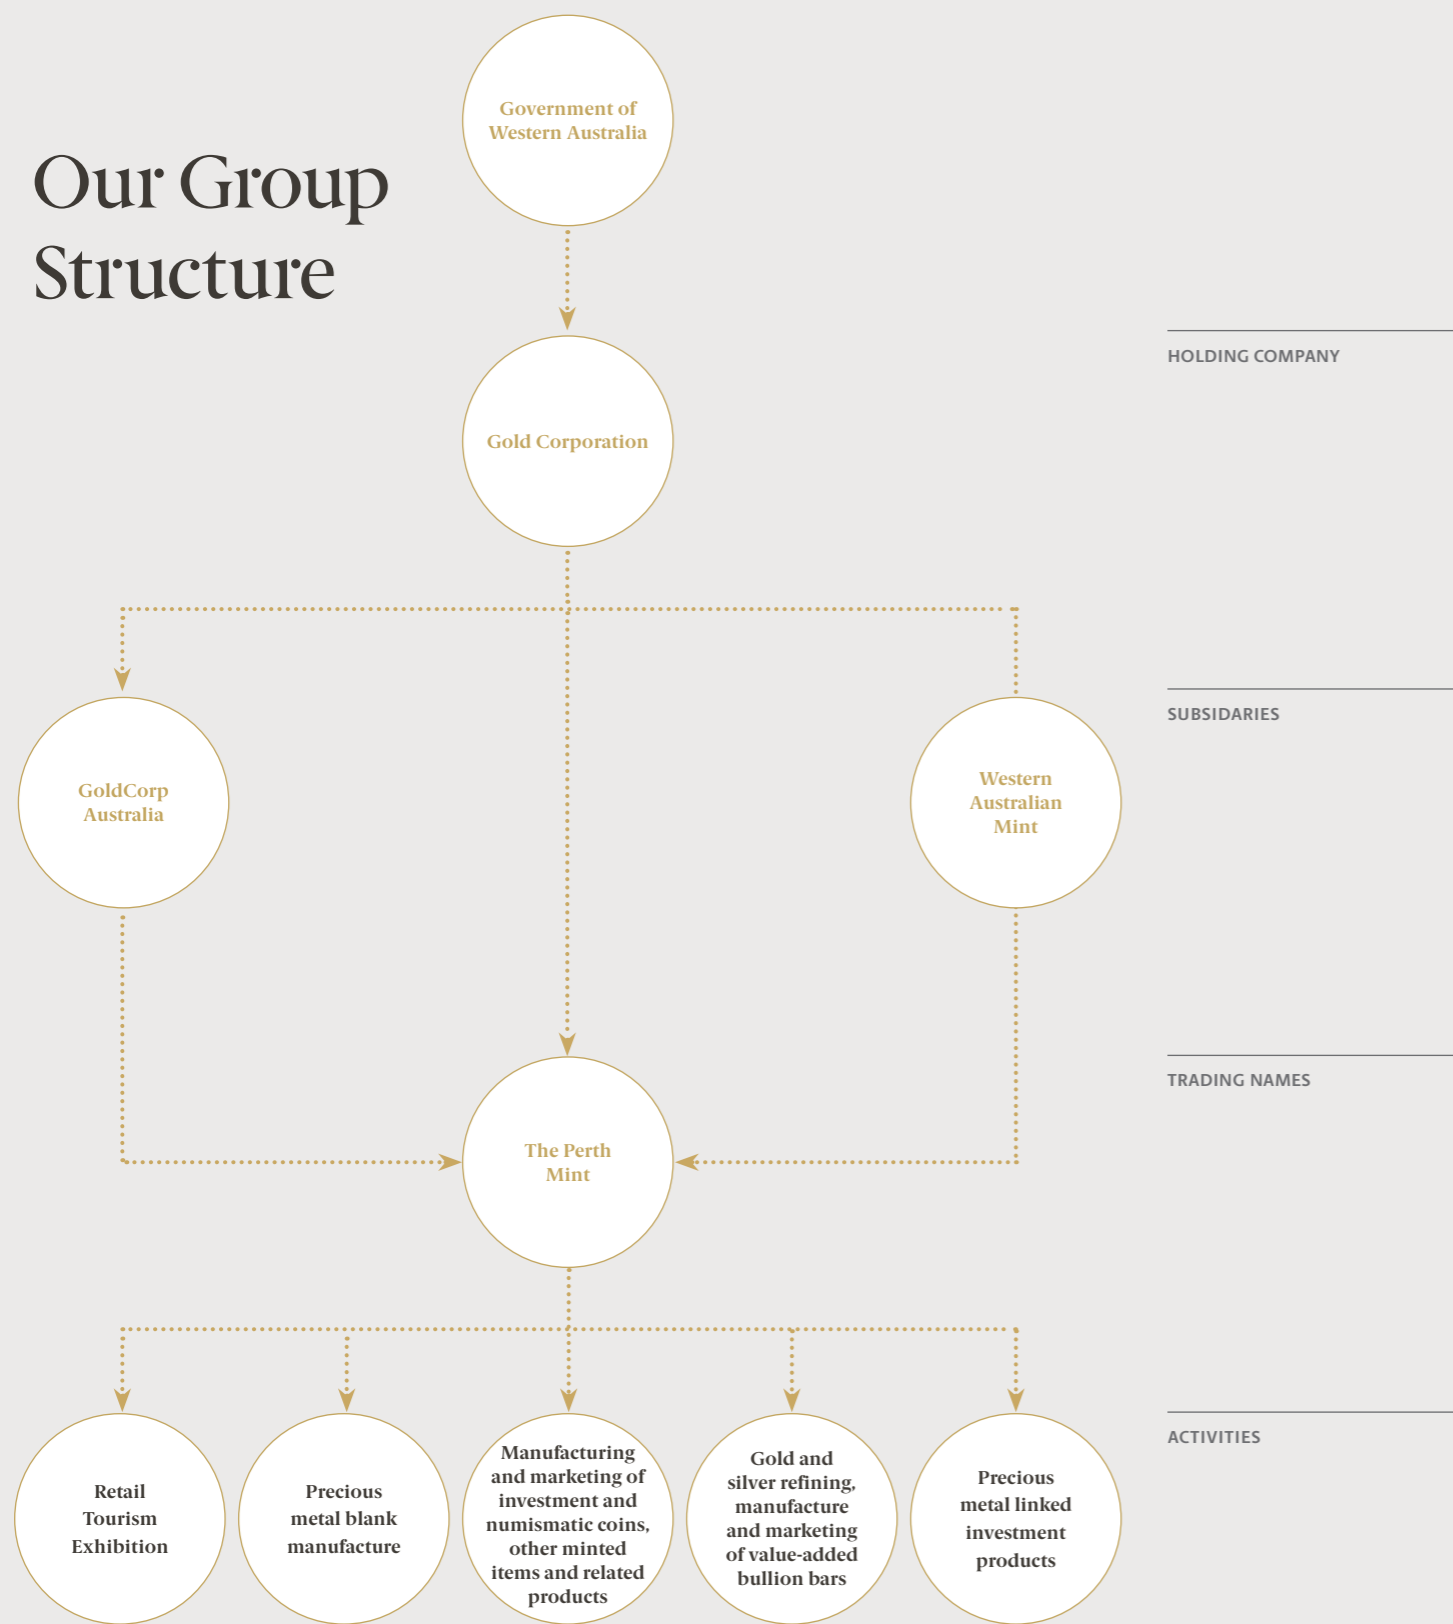 Our Group
Structure
Government of
Western Australia
HOLDING COMPANY
Gold Corporation
SUBSIDARIES
GoldCorp
Australia
Western
Australian
Mint
TRADING NAMES
The Perth
Mint
ACTIVITIES
Retail
Tourism
Exhibition
Precious
metal blank
manufacture
Manufacturing
and marketing of
investment and
numismatic coins,
other minted
items and related
products
Gold and
silver refining,
manufacture
and marketing
of value-added
bullion bars
Precious
metal linked
investment
products